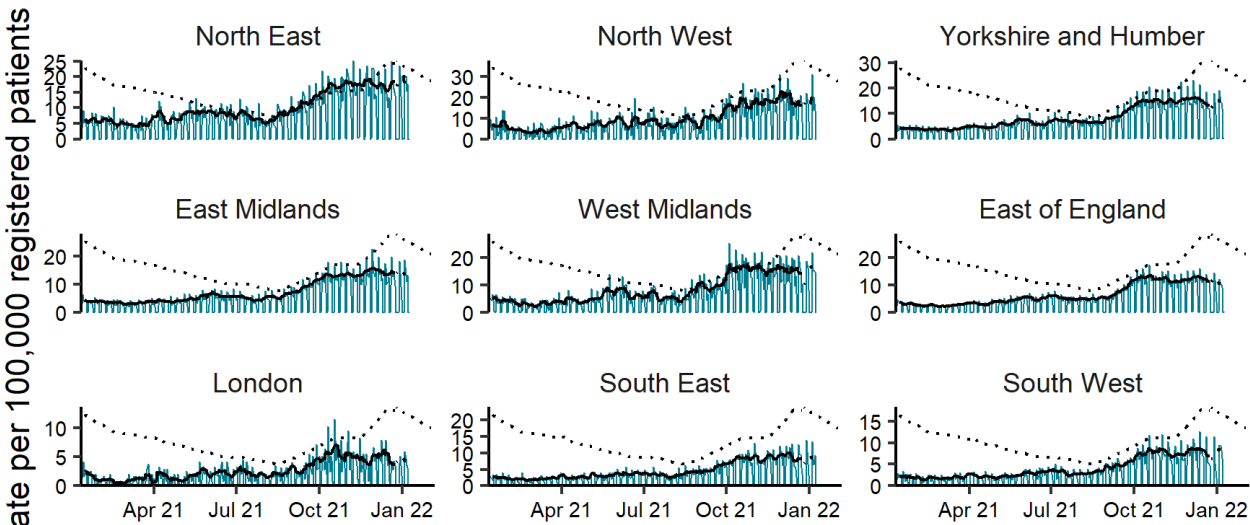 ate per 100,000 registered patients
North East
North West
Yorkshire and Humber
25
20
15
10
5
0
30
20
10
0
30
20
10
0
East Midlands
West Midlands
East of England
20
10
0
20
10
0
20
10
0
London
South East
South West
10
5
0
20
15
10
5
0
15
10
5
0
Apr 21 Jul 21 Oct 21 Jan 22
Apr 21 Jul 21 Oct 21 Jan 22
Apr 21 Jul 21 Oct 21 Jan 22